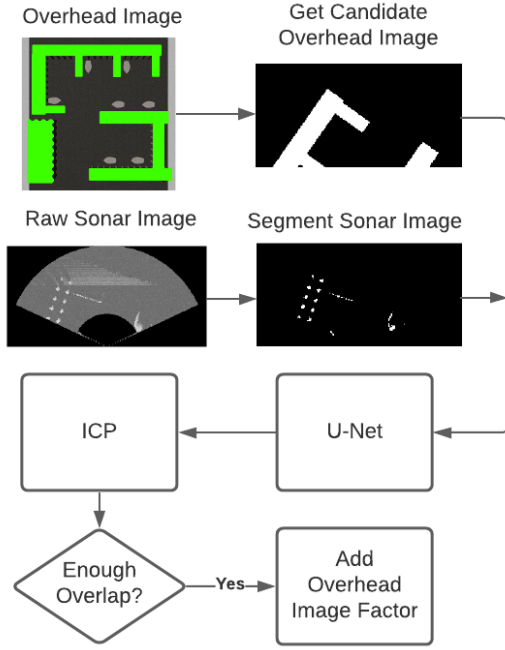 Overhead Image
Get Candidate
Overhead Image
Raw Sonar Image
Segment Sonar Image
ICP
U-Net
Enough
Overlap?
Yes
Add
Overhead
Image Factor